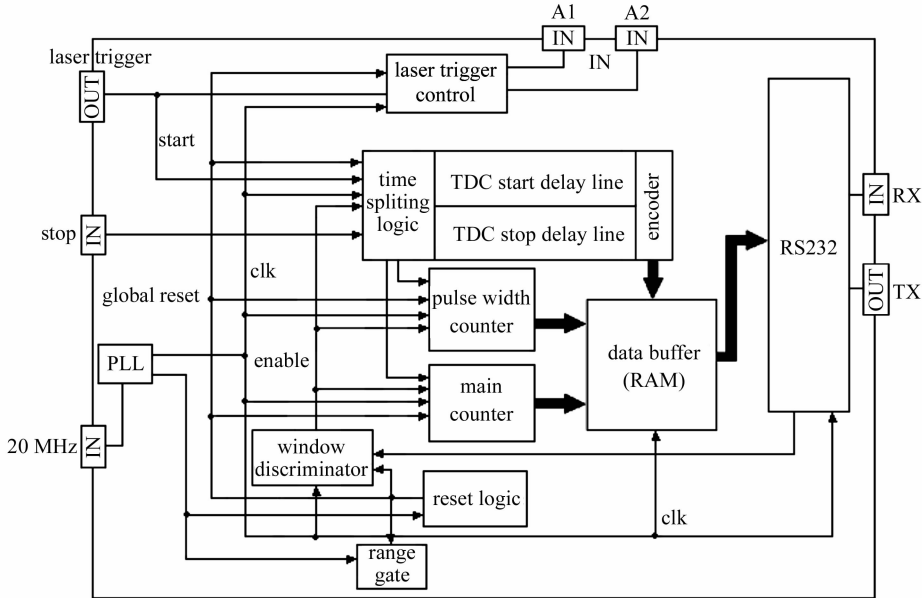 A1
A2
IN
IN
IN
laser trigger
OUT
laser trigger
control
start
time
spliting
logic
TDC start delay line
TDC stop delay line
encoder
RS232
IN
RX
OUT
TX
stop
IN
clk
global reset
pulse width
counter
data buffer
(RAM)
PLL
enable
main
counter
20 MHz
IN
window
discriminator
reset logic
clk
range
gate